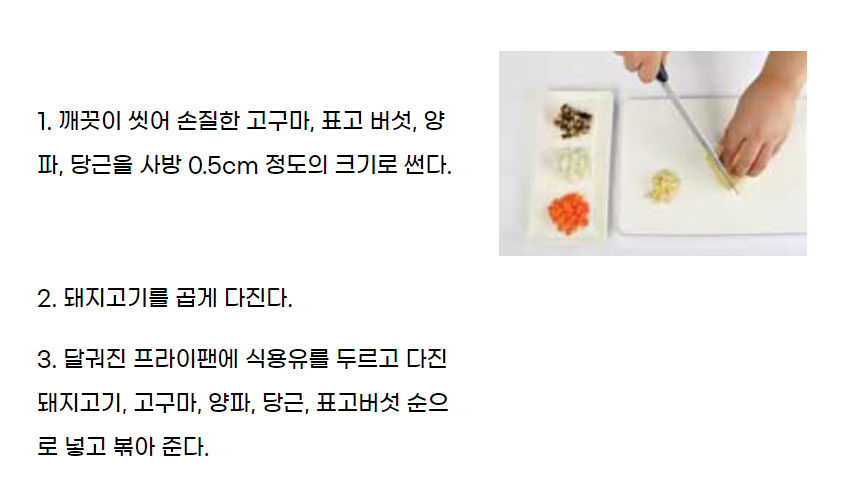 1. 깨끗이 씻어 손질한 고구마, 표고 버섯, 양
파, 당근을 사방 0.5cm 정도의 크기로 썬다.
2. 돼지고기를 곱게 다진다.
3. 달궈진 프라이팬에 식용유를 두르고 다진
돼지고기, 고구마, 양파, 당근, 표고버섯 순으
로 넣고 볶아 준다.